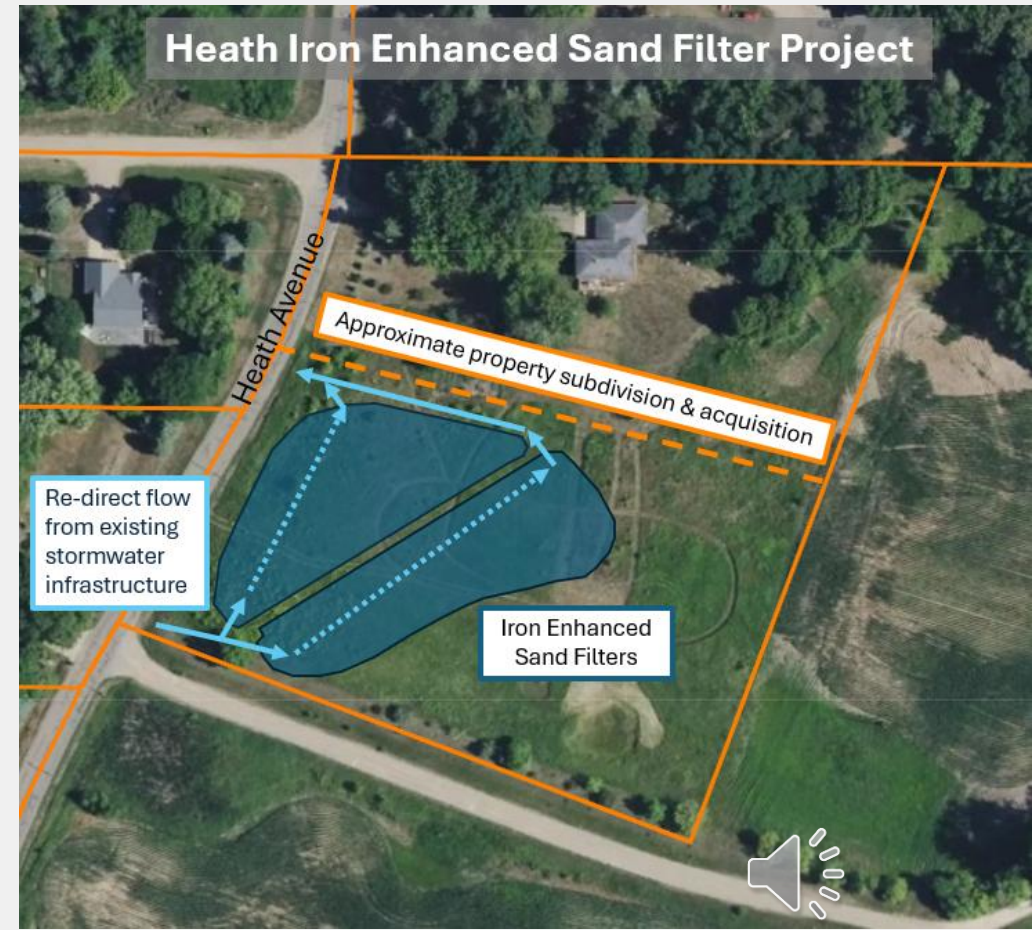 Heath Iron Enhanced Sand Filter Project
Heath Avenue
Approximate property subdivision & acquisition
Re-direct flow
from existing
stormwater
infrastructure
Iron Enhanced
Sand Filters